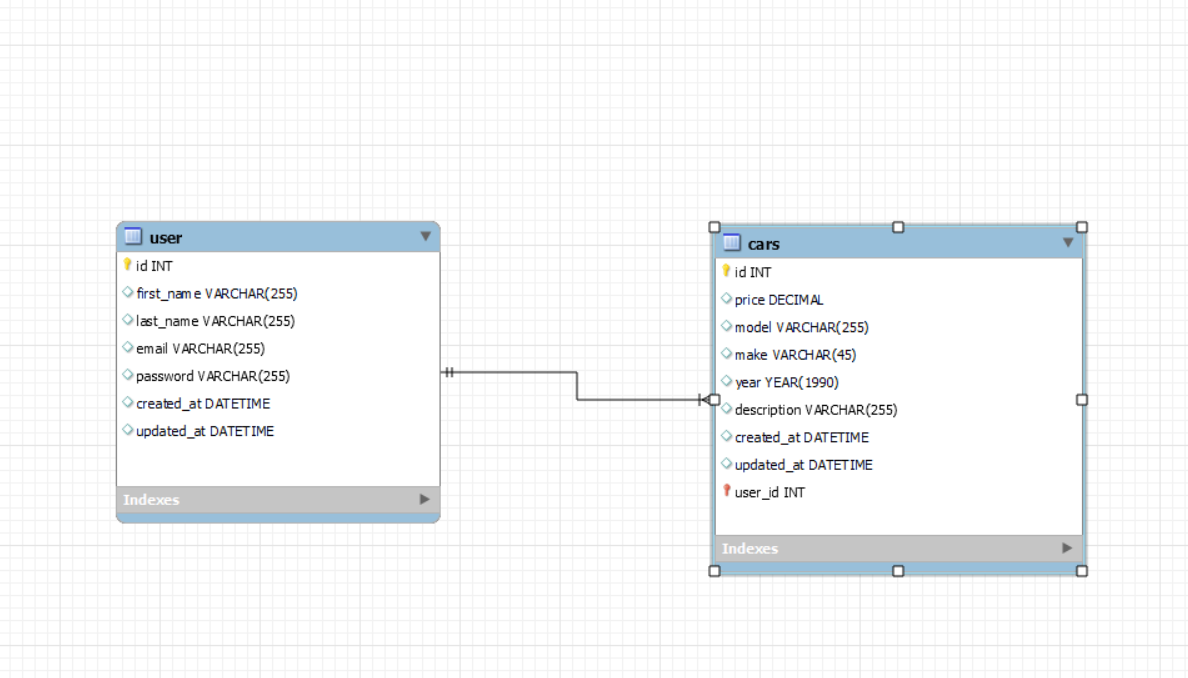 user
id INT
first_name VARCHAR(255)
last_name VARCHAR(255)
email VARCHAR(255)
password VARCHAR(255)
created_at DATETIME
updated_at DATETIME
Indexes
cars
id INT
price DECIMAL
model VARCHAR(255)
make VARCHAR(45)
year YEAR(1990)
description VARCHAR(255)
created_at DATETIME
updated_at DATETIME
user_id INT
Indexes